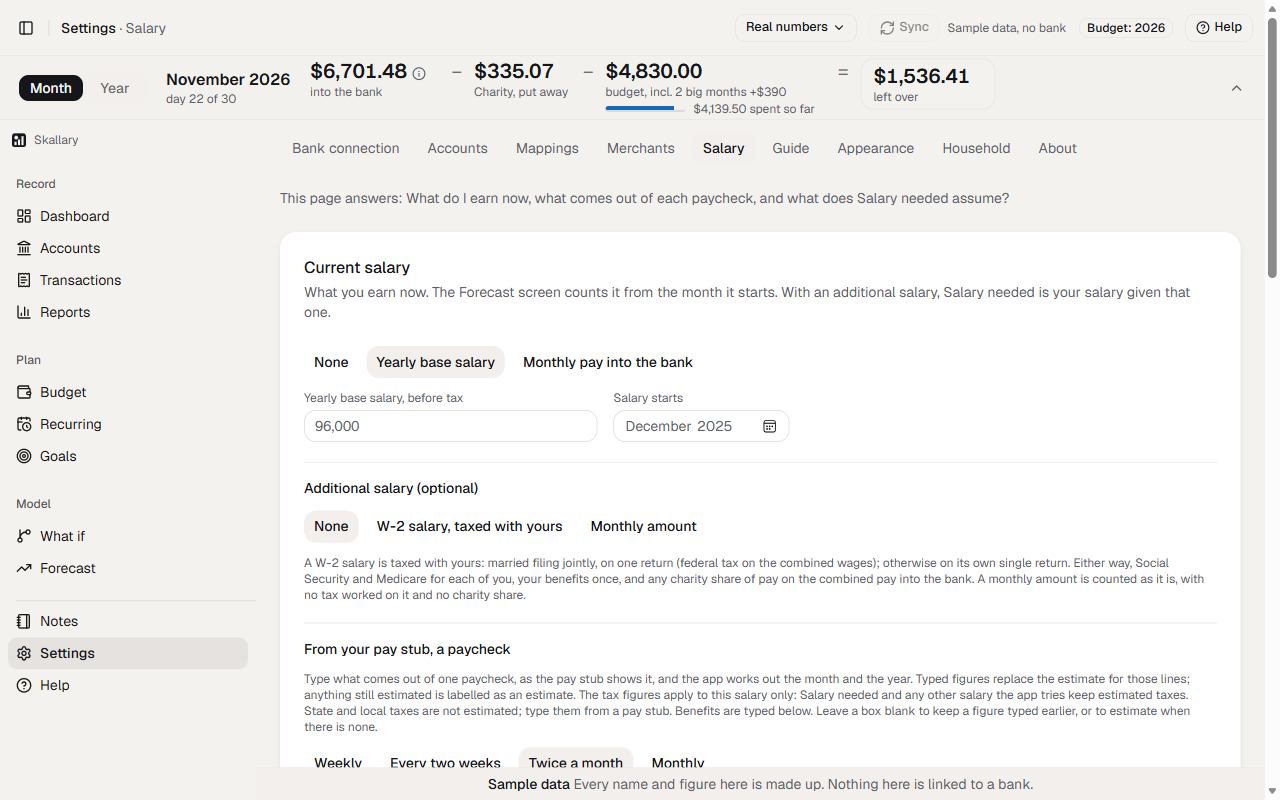 Settings · Salary
Real numbers
Sync
Sample data, no bank
Budget: 2026
Help
Month
Year
November 2026
day 22 of 30
$6,701.48
into the bank
–
$335.07
Charity, put away
–
$4,830.00
budget, incl. 2 big months +$390
$4,139.50 spent so far
=
$1,536.41
left over
Skallary
Record
Dashboard
Accounts
Transactions
Reports
Plan
Budget
Recurring
Goals
Model
What if
Forecast
Notes
Settings
Help
Bank connection
Accounts
Mappings
Merchants
Salary
Guide
Appearance
Household
About
This page answers: What do I earn now, what comes out of each paycheck, and what does Salary needed assume?
Current salary
What you earn now. The Forecast screen counts it from the month it starts. With an additional salary, Salary needed is your salary given that
one.
None
Yearly base salary
Monthly pay into the bank
Yearly base salary, before tax
Salary starts
96,000
December 2025
Additional salary (optional)
None
W-2 salary, taxed with yours
Monthly amount
A W-2 salary is taxed with yours: married filing jointly, on one return (federal tax on the combined wages); otherwise on its own single return. Either way, Social
Security and Medicare for each of you, your benefits once, and any charity share of pay on the combined pay into the bank. A monthly amount is counted as it is, with
no tax worked on it and no charity share.
From your pay stub, a paycheck
Type what comes out of one paycheck, as the pay stub shows it, and the app works out the month and the year. Typed figures replace the estimate for those lines;
anything still estimated is labelled as an estimate. The tax figures apply to this salary only: Salary needed and any other salary the app tries keep estimated taxes.
State and local taxes are not estimated; type them from a pay stub. Benefits are typed below. Leave a box blank to keep a figure typed earlier, or to estimate when
there is none.
Weekly
Every two weeks
Twice a month
Monthly
Sample data Every name and figure here is made up. Nothing here is linked to a bank.